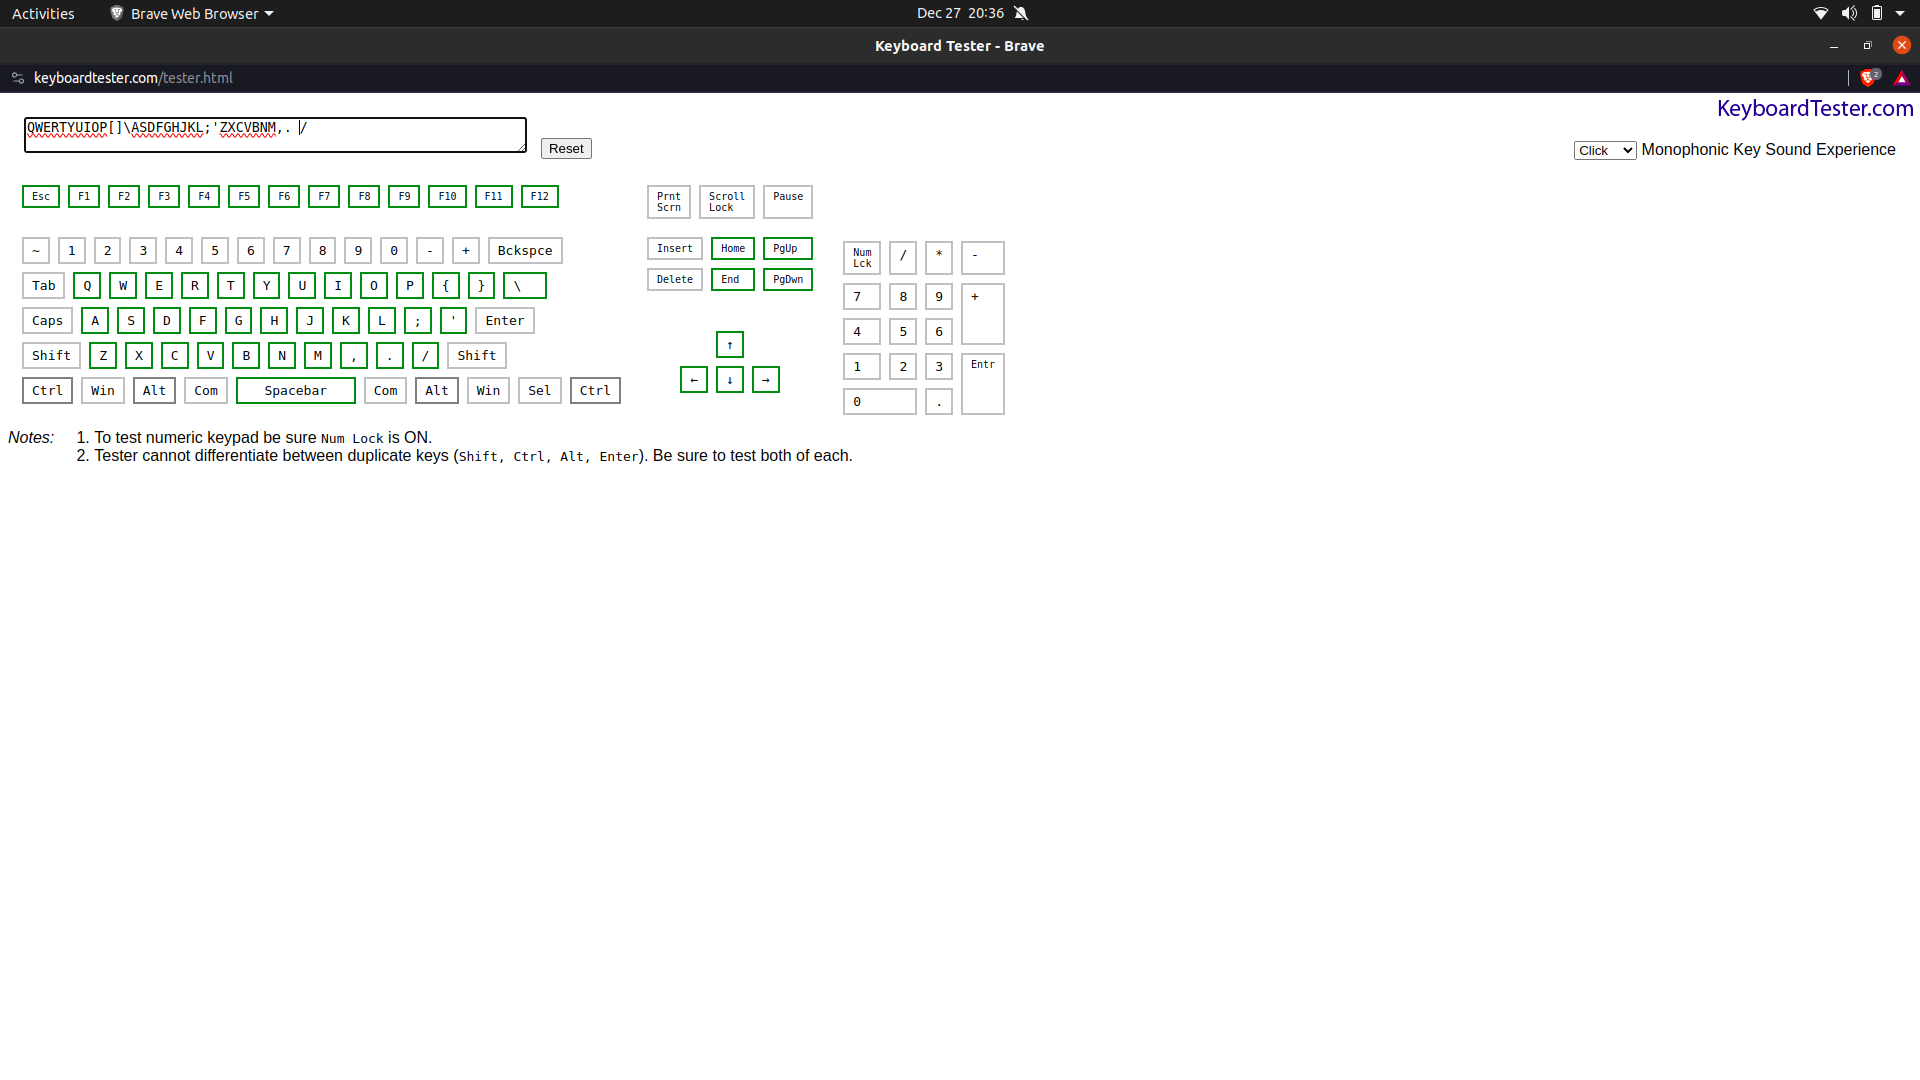 Activities Brave Web Browser Dec 27 20:36
Keyboard Tester - Brave
keyboardtester.com/tester.html 2
KeyboardTester.com
QWERTYUIOP[]\ASDFGHJKL;'ZXCVBNM,. /
Reset
Click Monophonic Key Sound Experience
Esc F1 F2 F3 F4 F5 F6 F7 F8 F9 F10 F11 F12
~ 1 2 3 4 5 6 7 8 9 0 - + Bckspce
Tab Q W E R T Y U I O P { } \
Caps A S D F G H J K L ; ' Enter
Shift Z X C V B N M , . / Shift
Ctrl Win Alt Com Spacebar Com Alt Win Sel Ctrl
Prnt Scrn Scroll Lock Pause
Insert Home PgUp
Delete End PgDwn
↑
← ↓ →
Num Lck / * -
7 8 9 +
4 5 6
1 2 3 Entr
0 .
Notes: 1. To test numeric keypad be sure Num Lock is ON.
2. Tester cannot differentiate between duplicate keys (Shift, Ctrl, Alt, Enter). Be sure to test both of each.